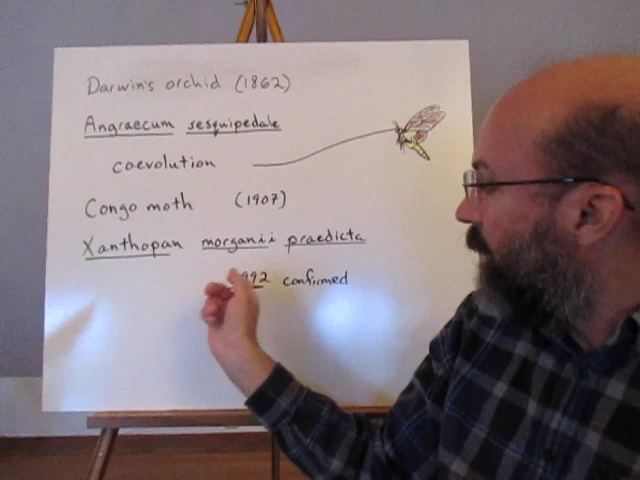 Darwin's orchid (1862)
Angraecum sesquipedale
coevolution
Congo moth (1907)
Xanthopan morganii praedicta
confirmed